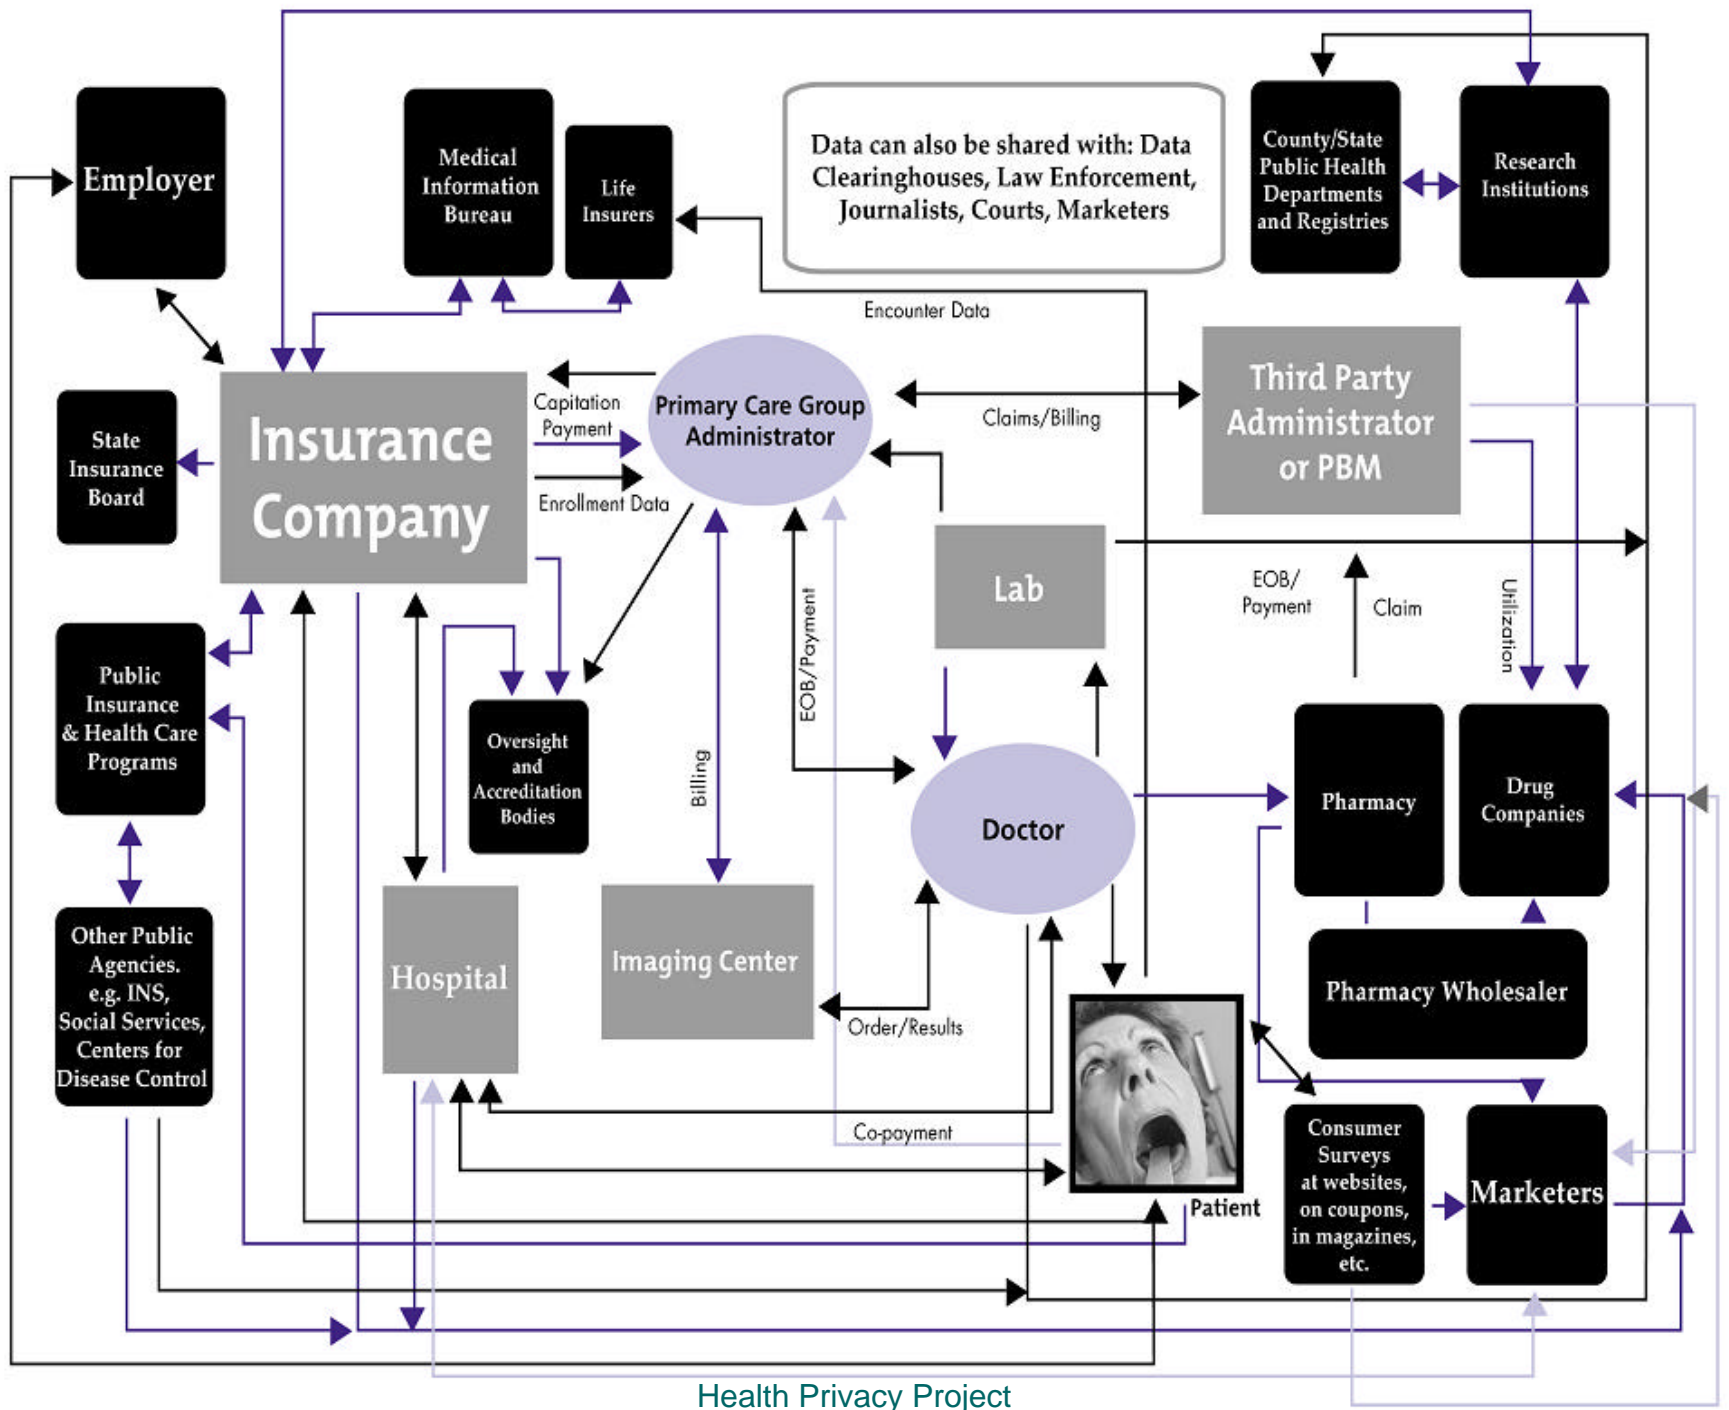 Employer
Medical
Information
Bureau
Life
Insurers
Data can also be shared with: Data
Clearinghouses, Law Enforcement,
Journalists, Courts, Marketers
County/State
Public Health
Departments
and Registries
Research
Institutions
Encounter Data
State
Insurance
Board
Insurance
Company
Capitation
Payment
Enrollment Data
Primary Care Group
Administrator
Claims/Billing
Third Party
Administrator
or PBM
Lab
EOB/
Payment
Claim
Utilization
EOB/Payment
Billing
Public
Insurance
& Health Care
Programs
Oversight
and
Accreditation
Bodies
Doctor
Pharmacy
Drug
Companies
Other Public
Agencies.
e.g. INS,
Social Services,
Centers for
Disease Control
Hospital
Imaging Center
Order/Results
Pharmacy Wholesaler
Co-payment
Patient
Consumer
Surveys
at websites,
on coupons,
in magazines,
etc.
Marketers
Health Privacy Project